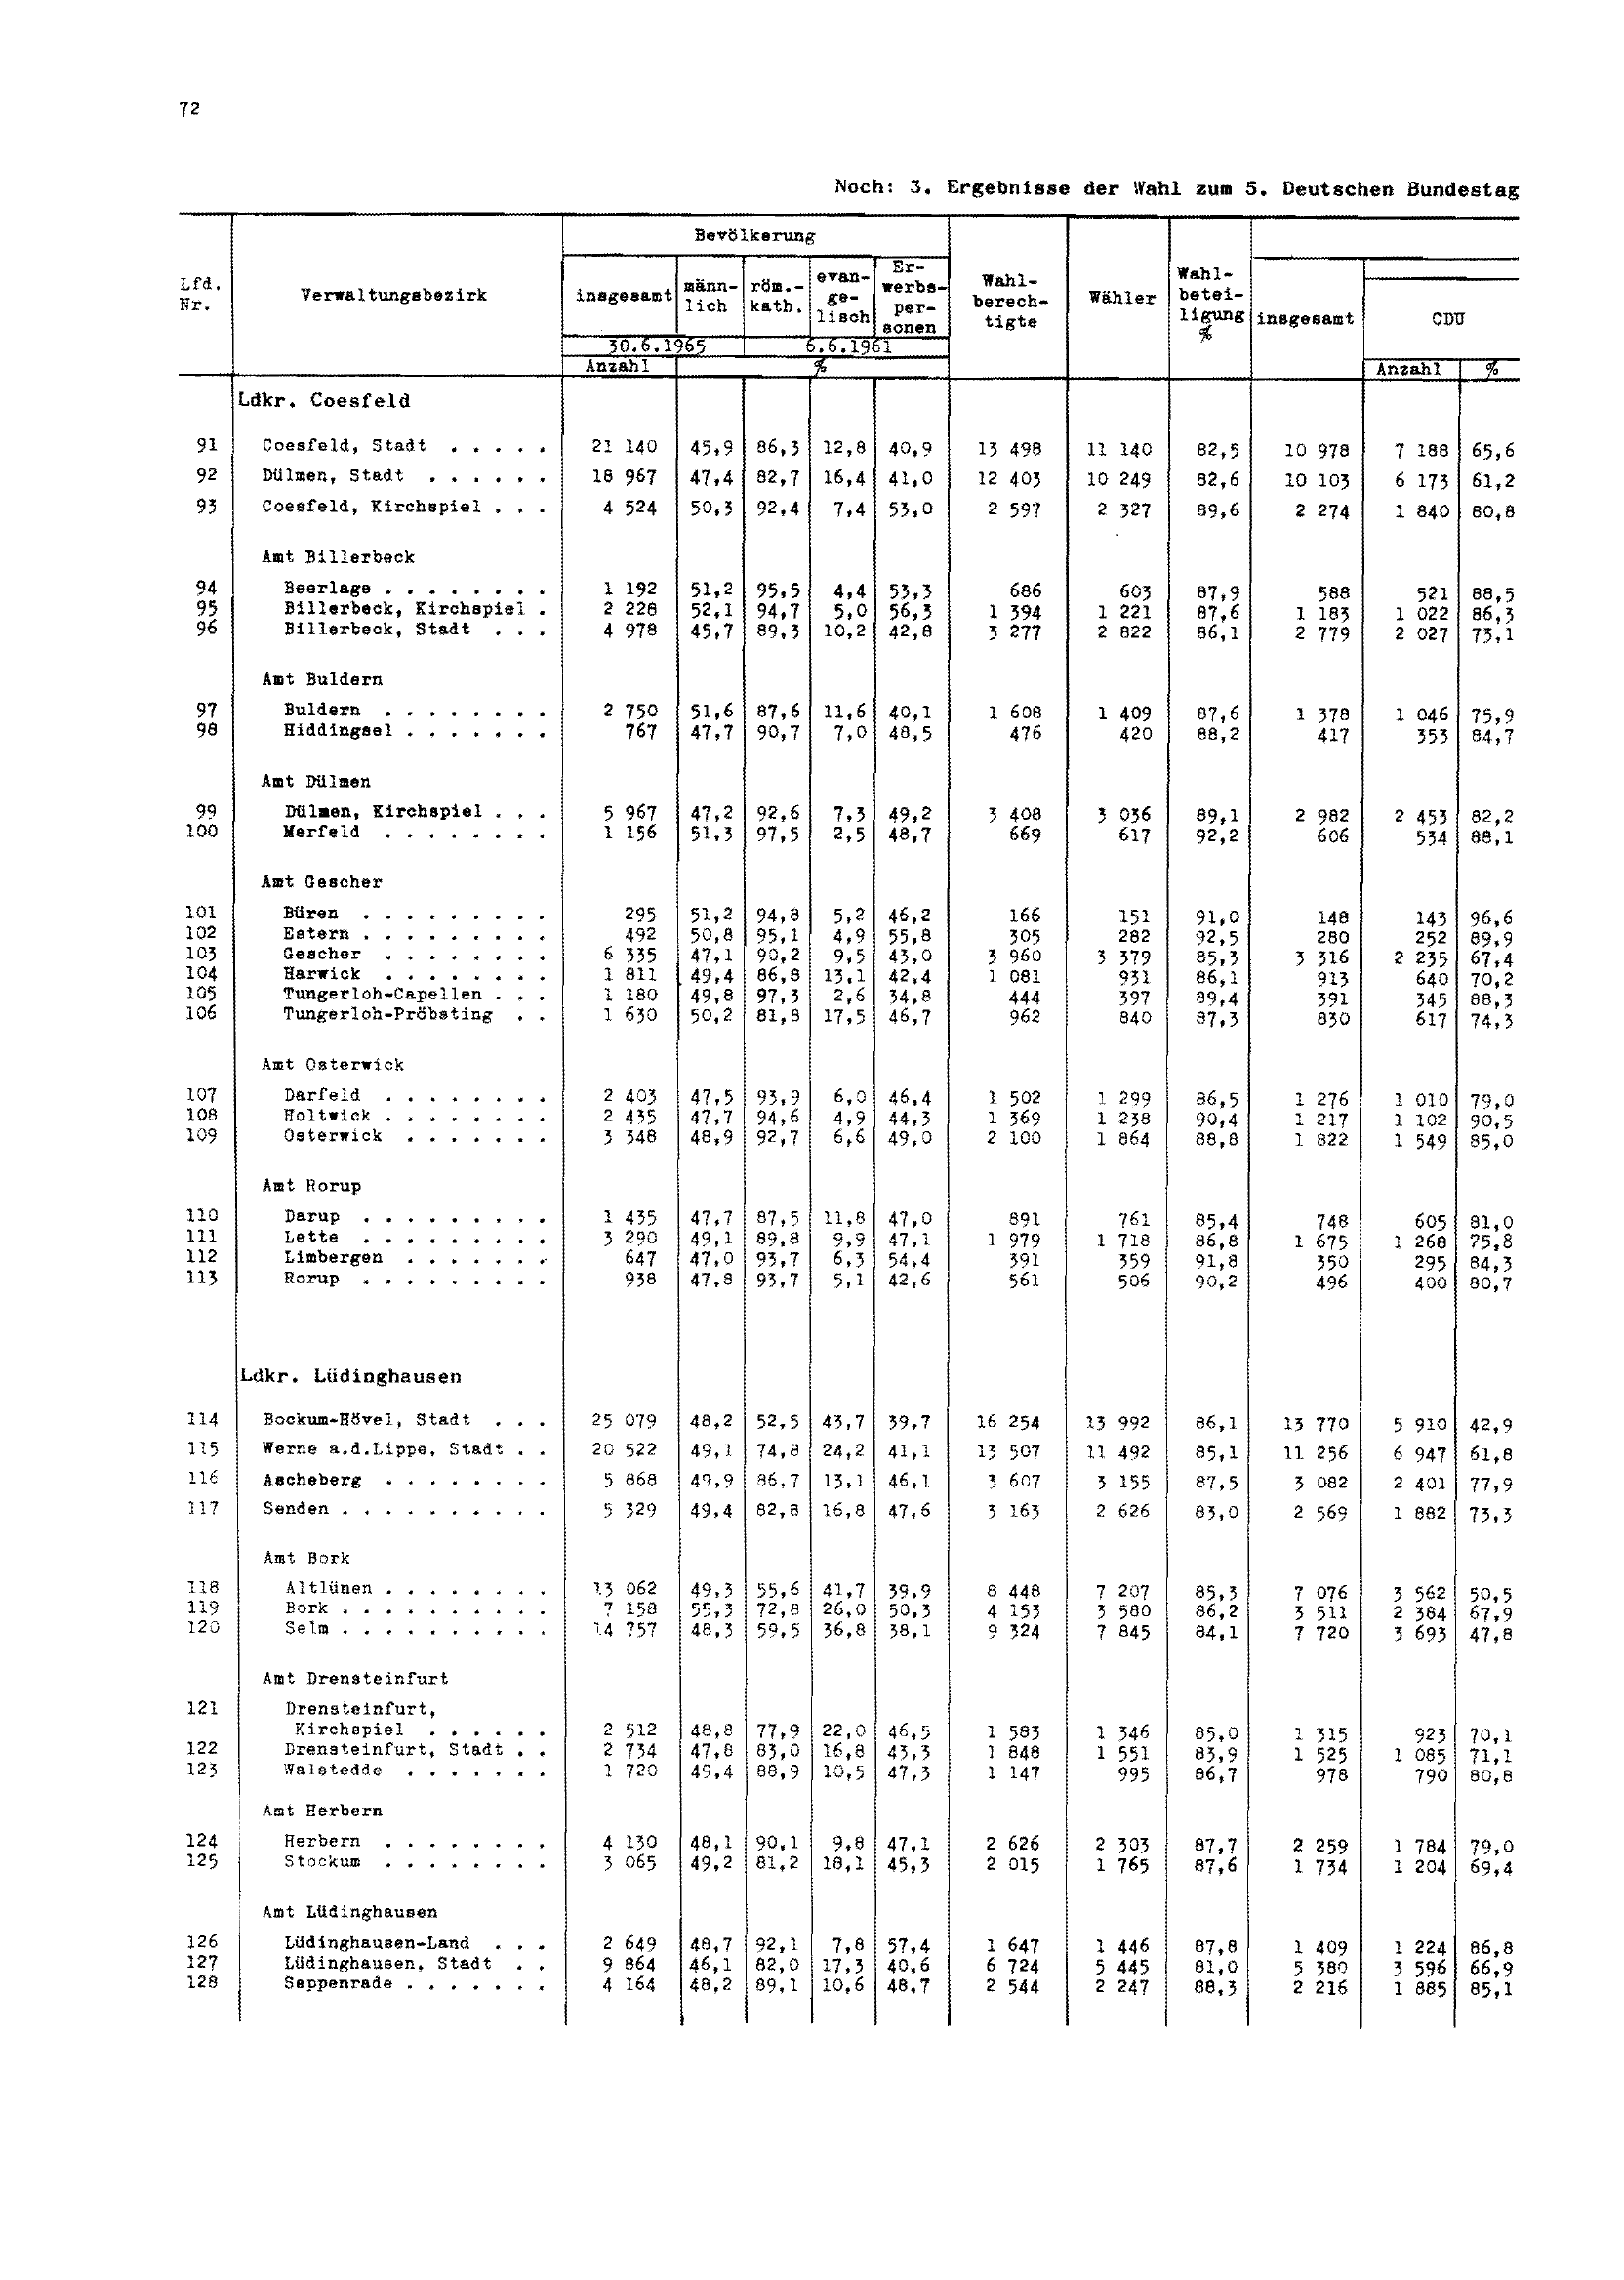 72
Noch: 3. Ergebnisse der Wahl zum 5. Deutschen Bundestag
Lfd. Nr. Verwaltungsbezirk Bevölkerung Wahl-berech-tigte Wähler Wahl-betei-ligung %
insgesamt männ-lich röm.-kath. evan-ge-lisch Er-werbs-per-sonen insgesamt CDU
30.6.1965 6.6.1961
Anzahl % Anzahl %
Ldkr. Coesfeld
91 Coesfeld, Stadt . . . . . 21 140 45,9 86,3 12,8 40,9 13 498 11 140 82,5 10 978 7 188 65,6
92 Dülmen, Stadt . . . . . . 18 967 47,4 82,7 16,4 41,0 12 403 10 249 82,6 10 103 6 173 61,2
93 Coesfeld, Kirchspiel . . . 4 524 50,3 92,4 7,4 53,0 2 597 2 327 89,6 2 274 1 840 80,8
Amt Billerbeck
94 Beerlage . . . . . . . . 1 192 51,2 95,5 4,4 53,3 686 603 87,9 588 521 88,5
95 Billerbeck, Kirchspiel . 2 228 52,1 94,7 5,0 56,3 1 394 1 221 87,6 1 183 1 022 86,3
96 Billerbeck, Stadt . . . 4 978 45,7 89,3 10,2 42,8 3 277 2 822 86,1 2 779 2 027 73,1
Amt Buldern
97 Buldern . . . . . . . . 2 750 51,6 87,6 11,6 40,1 1 608 1 409 87,6 1 378 1 046 75,9
98 Hiddingsel . . . . . . . 767 47,7 90,7 7,0 48,5 476 420 88,2 417 353 84,7
Amt Dülmen
99 Dülmen, Kirchspiel . . . 5 967 47,2 92,6 7,3 49,2 3 408 3 036 89,1 2 982 2 453 82,2
100 Merfeld . . . . . . . . 1 156 51,3 97,5 2,5 48,7 669 617 92,2 606 534 88,1
Amt Gescher
101 Büren . . . . . . . . . 295 51,2 94,8 5,2 46,2 166 151 91,0 148 143 96,6
102 Estern . . . . . . . . . 492 50,8 95,1 4,9 55,8 305 282 92,5 280 252 89,9
103 Gescher . . . . . . . . 6 335 47,1 90,2 9,5 43,0 3 960 3 379 85,3 3 316 2 235 67,4
104 Harwick . . . . . . . . 1 811 49,4 86,8 13,1 42,4 1 081 931 86,1 913 640 70,2
105 Tungerloh-Capellen . . . 1 180 49,8 97,3 2,6 34,8 444 397 89,4 391 345 88,3
106 Tungerloh-Pröbsting . . 1 630 50,2 81,8 17,5 46,7 962 840 87,3 830 617 74,3
Amt Osterwick
107 Darfeld . . . . . . . . 2 403 47,5 93,9 6,0 46,4 1 502 1 299 86,5 1 276 1 010 79,0
108 Holtwick . . . . . . . . 2 435 47,7 94,6 4,9 44,3 1 369 1 238 90,4 1 217 1 102 90,5
109 Osterwick . . . . . . . 3 348 48,9 92,7 6,6 49,0 2 100 1 864 88,8 1 822 1 549 85,0
Amt Rorup
110 Darup . . . . . . . . . 1 435 47,7 87,5 11,8 47,0 891 761 85,4 748 605 81,0
111 Lette . . . . . . . . . 3 290 49,1 89,8 9,9 47,1 1 979 1 718 86,8 1 675 1 268 75,8
112 Limbergen . . . . . . . 647 47,0 93,7 6,3 54,4 391 359 91,8 350 295 84,3
113 Rorup . . . . . . . . . 938 47,8 93,7 5,1 42,6 561 506 90,2 496 400 80,7
Ldkr. Lüdinghausen
114 Bockum-Hövel, Stadt . . . 25 079 48,2 52,5 43,7 39,7 16 254 13 992 86,1 13 770 5 910 42,9
115 Werne a.d.Lippe, Stadt . . 20 522 49,1 74,8 24,2 41,1 13 507 11 492 85,1 11 256 6 947 61,8
116 Ascheberg . . . . . . . . 5 868 49,9 86,7 13,1 46,1 3 607 3 155 87,5 3 082 2 401 77,9
117 Senden . . . . . . . . . . 5 329 49,4 82,8 16,8 47,6 3 163 2 626 83,0 2 569 1 882 73,3
Amt Bork
118 Altlünen . . . . . . . . 13 062 49,3 55,6 41,7 39,9 8 448 7 207 85,3 7 076 3 562 50,5
119 Bork . . . . . . . . . . 7 158 55,3 72,8 26,0 50,3 4 153 3 580 86,2 3 511 2 384 67,9
120 Selm . . . . . . . . . . 14 757 48,3 59,5 36,8 38,1 9 324 7 845 84,1 7 720 3 693 47,8
Amt Drensteinfurt
121 Drensteinfurt,
Kirchspiel . . . . . . 2 512 48,8 77,9 22,0 46,5 1 583 1 346 85,0 1 315 923 70,1
122 Drensteinfurt, Stadt . . 2 734 47,8 83,0 16,8 43,3 1 848 1 551 83,9 1 525 1 085 71,1
123 Walstedde . . . . . . . 1 720 49,4 88,9 10,5 47,3 1 147 995 86,7 978 790 80,8
Amt Herbern
124 Herbern . . . . . . . . 4 130 48,1 90,1 9,8 47,1 2 626 2 303 87,7 2 259 1 784 79,0
125 Stockum . . . . . . . . 3 065 49,2 81,2 18,1 45,3 2 015 1 765 87,6 1 734 1 204 69,4
Amt Lüdinghausen
126 Lüdinghausen-Land . . . 2 649 48,7 92,1 7,8 57,4 1 647 1 446 87,8 1 409 1 224 86,8
127 Lüdinghausen, Stadt . . 9 864 46,1 82,0 17,3 40,6 6 724 5 445 81,0 5 380 3 596 66,9
128 Seppenrade . . . . . . . 4 164 48,2 89,1 10,6 48,7 2 544 2 247 88,3 2 216 1 885 85,1